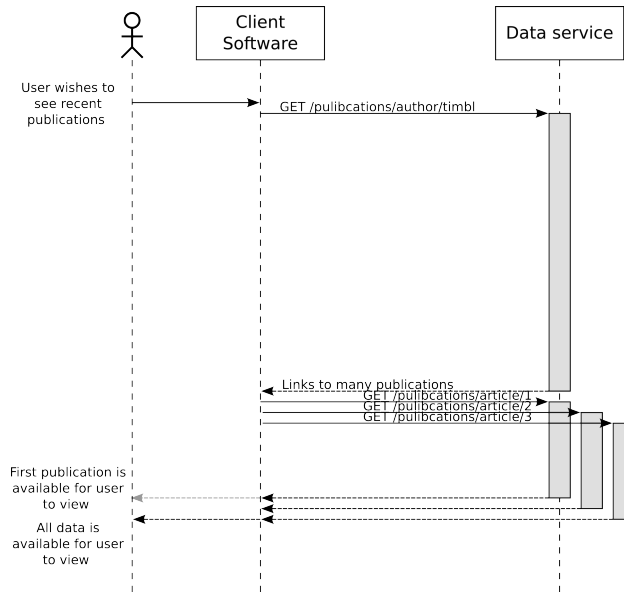 Client
Software
Data service
User wishes to
see recent
publications
GET /pulibcations/author/timbl
Links to many publications
GET /pulibcations/article/1
GET /pulibcations/article/2
GET /pulibcations/article/3
First publication is
available for user
to view
All data is
available for user
to view